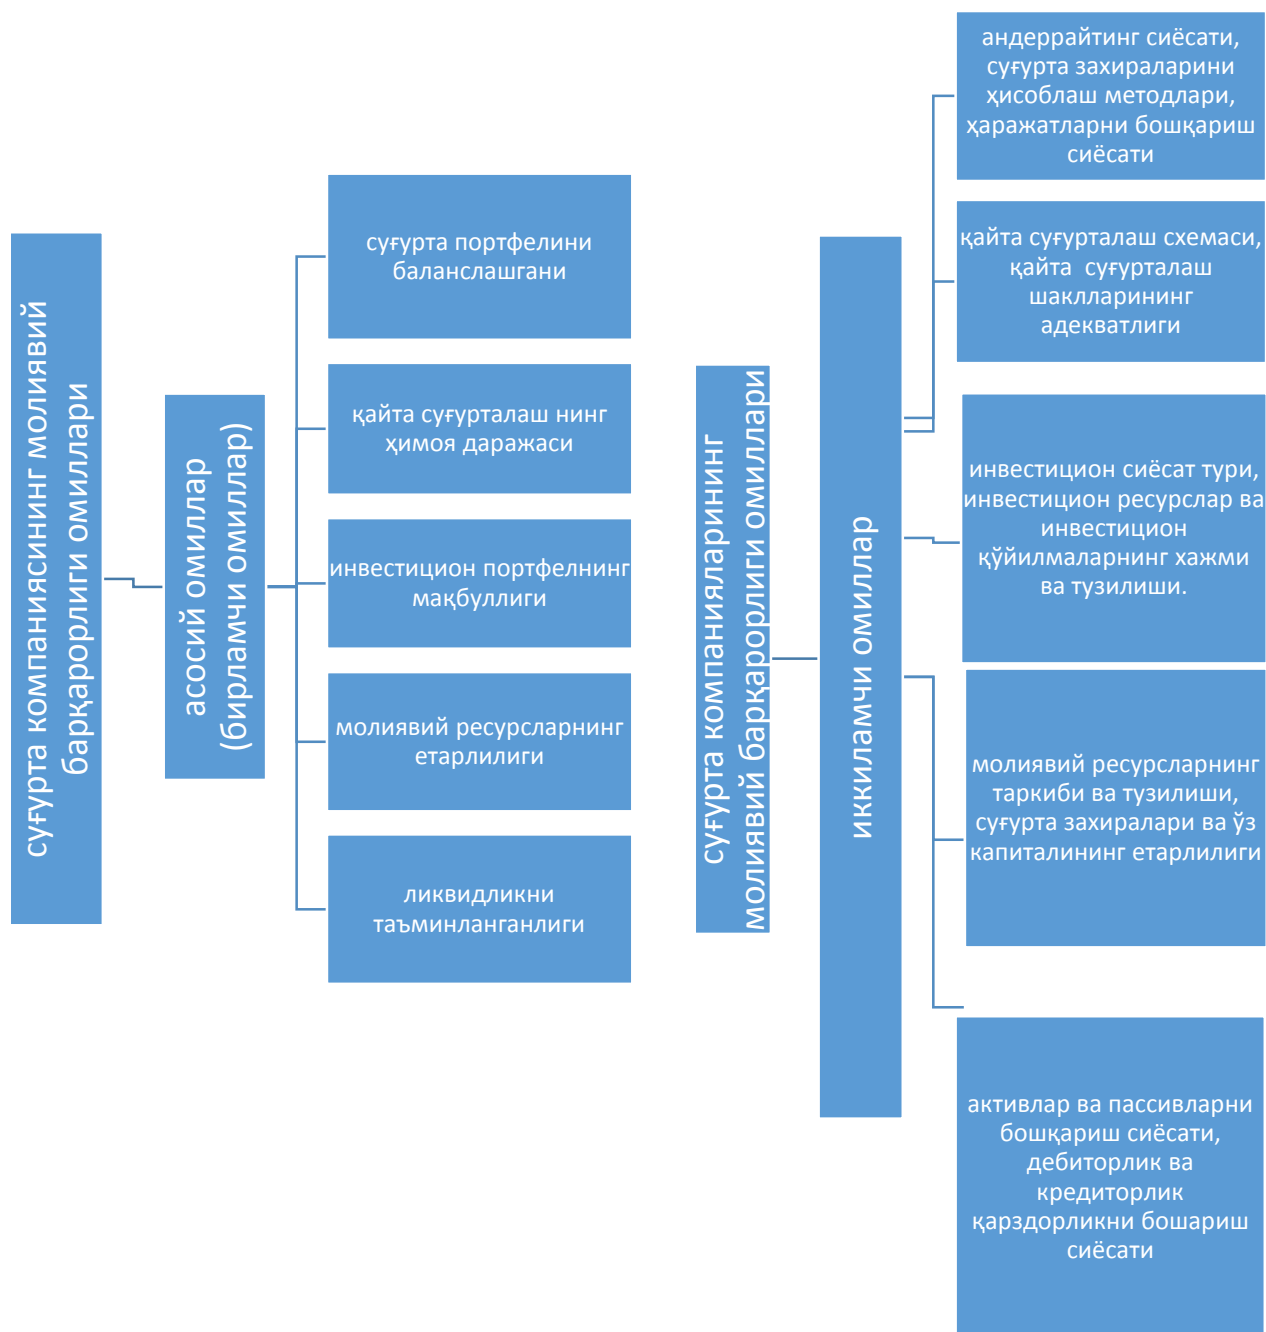 суғурта компаниясининг молиявий
барқарорлиги омиллари
асосий омиллар
(бирламчи омиллар)
суғурта портфелини
баланслашгани
қайта суғурталаш нинг
ҳимоя даражаси
инвестицион портфелнинг
мақбуллиги
молиявий ресурсларнинг
етарлилиги
ликвидликни
таъминланганлиги
суғурта компанияларининг
молиявий барқарорлиги омиллари
иккиламчи омиллар
андеррайтинг сиёсати,
суғурта захираларини
ҳисоблаш методлари,
ҳаражатларни бошқариш
сиёсати
қайта суғурталаш схемаси,
қайта  суғурталаш
шаклларининг
адекватлиги
инвестицион сиёсат тури,
инвестицион ресурслар ва
инвестицион
қўйилмаларнинг хажми
ва тузилиши.
молиявий ресурсларнинг
таркиби ва тузилиши,
суғурта захиралари ва ўз
капиталининг етарлилиги
активлар ва пассивларни
бошқариш сиёсати,
дебиторлик ва
кредиторлик
қарздорликни бошариш
сиёсати